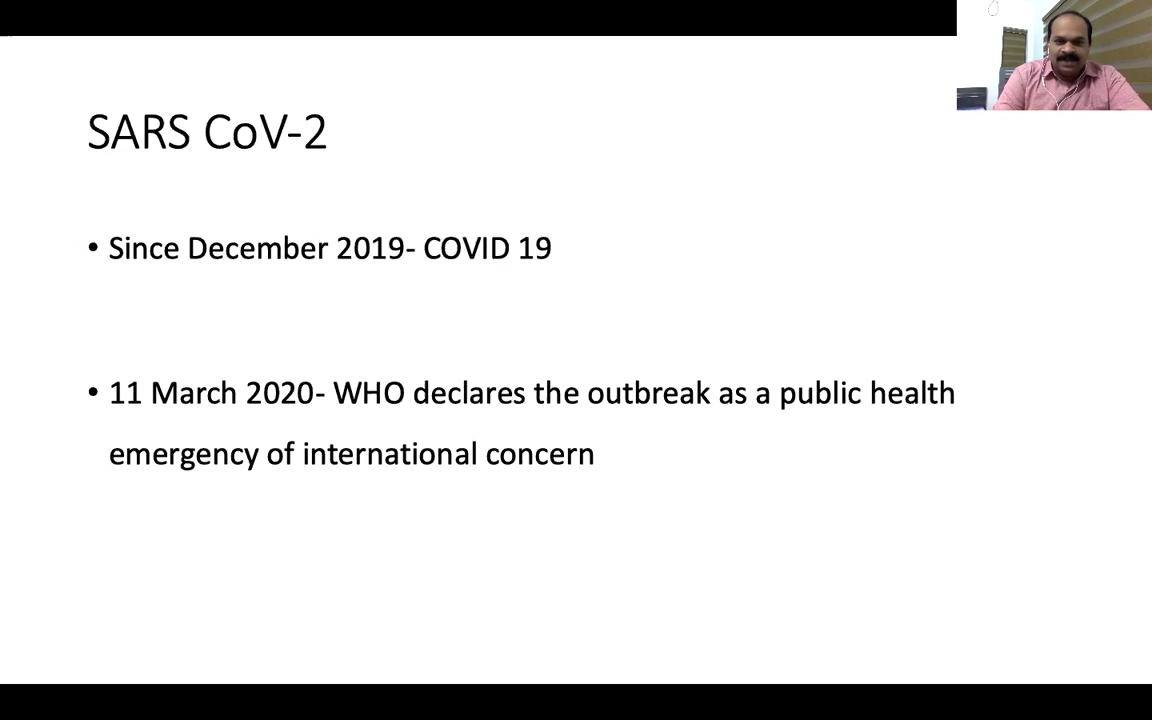 SARS CoV-2
• Since December 2019- COVID 19
• 11 March 2020- WHO declares the outbreak as a public health
emergency of international concern